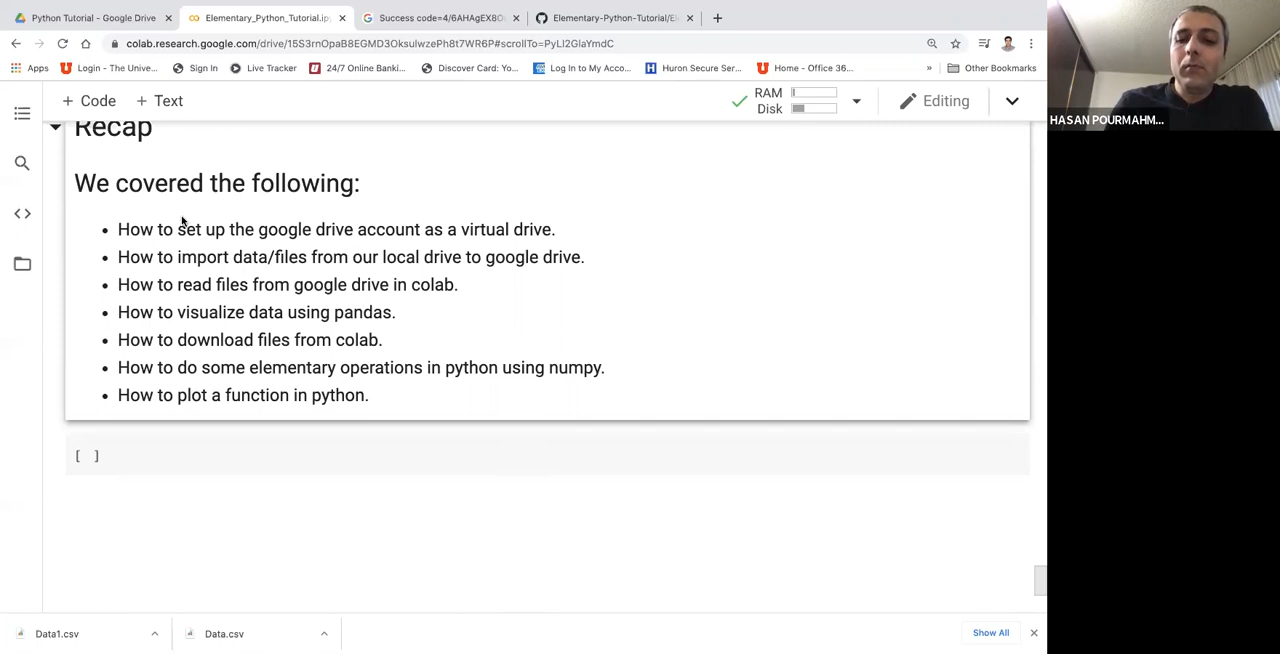 Python Tutorial - Google Drive
Elementary_Python_Tutorial.ip
Success code=4/6AHAgEX8O
Elementary-Python-Tutorial/El
colab.research.google.com/drive/15S3rnOpaB8EGMD3OksulwzePh8t7WR6P#scrollTo=PyLI2GlaYmdC
Apps
Login - The Unive...
Sign In
Live Tracker
24/7 Online Banki...
Discover Card: Yo...
Log In to My Acco...
Huron Secure Ser...
Home - Office 36...
»
Other Bookmarks
+ Code
+ Text
RAM
Disk
Editing
HASAN POURMAHM...
Recap
We covered the following:
• How to set up the google drive account as a virtual drive.
• How to import data/files from our local drive to google drive.
• How to read files from google drive in colab.
• How to visualize data using pandas.
• How to download files from colab.
• How to do some elementary operations in python using numpy.
• How to plot a function in python.
[ ]
Data1.csv
Data.csv
Show All